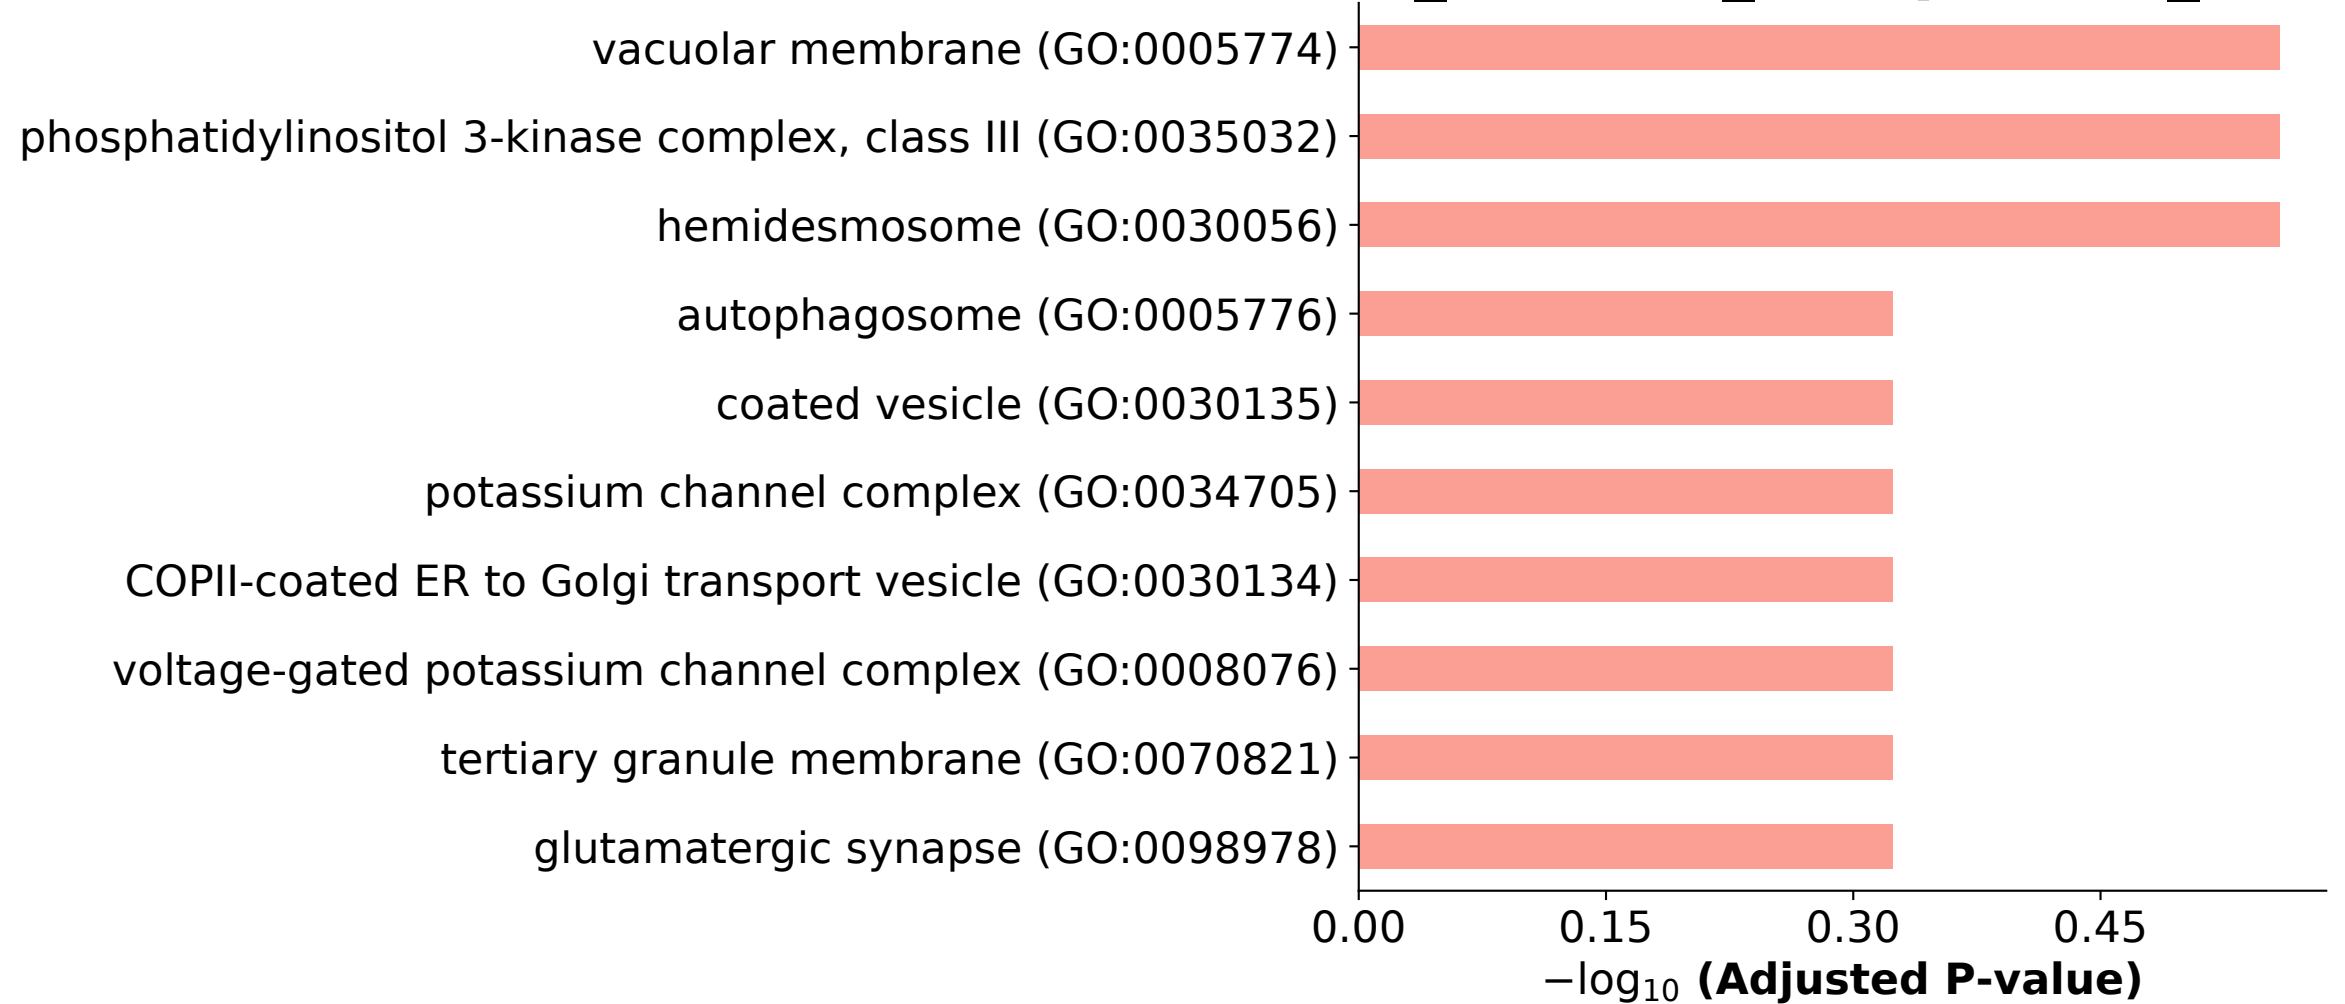 vacuolar membrane (GO:0005774)
phosphatidylinositol 3-kinase complex, class III (GO:0035032)
hemidesmosome (GO:0030056)
autophagosome (GO:0005776)
coated vesicle (GO:0030135)
potassium channel complex (GO:0034705)
COPII-coated ER to Golgi transport vesicle (GO:0030134)
voltage-gated potassium channel complex (GO:0008076)
tertiary granule membrane (GO:0070821)
glutamatergic synapse (GO:0098978)
0.00 0.15 0.30 0.45
−log₁₀ (Adjusted P-value)